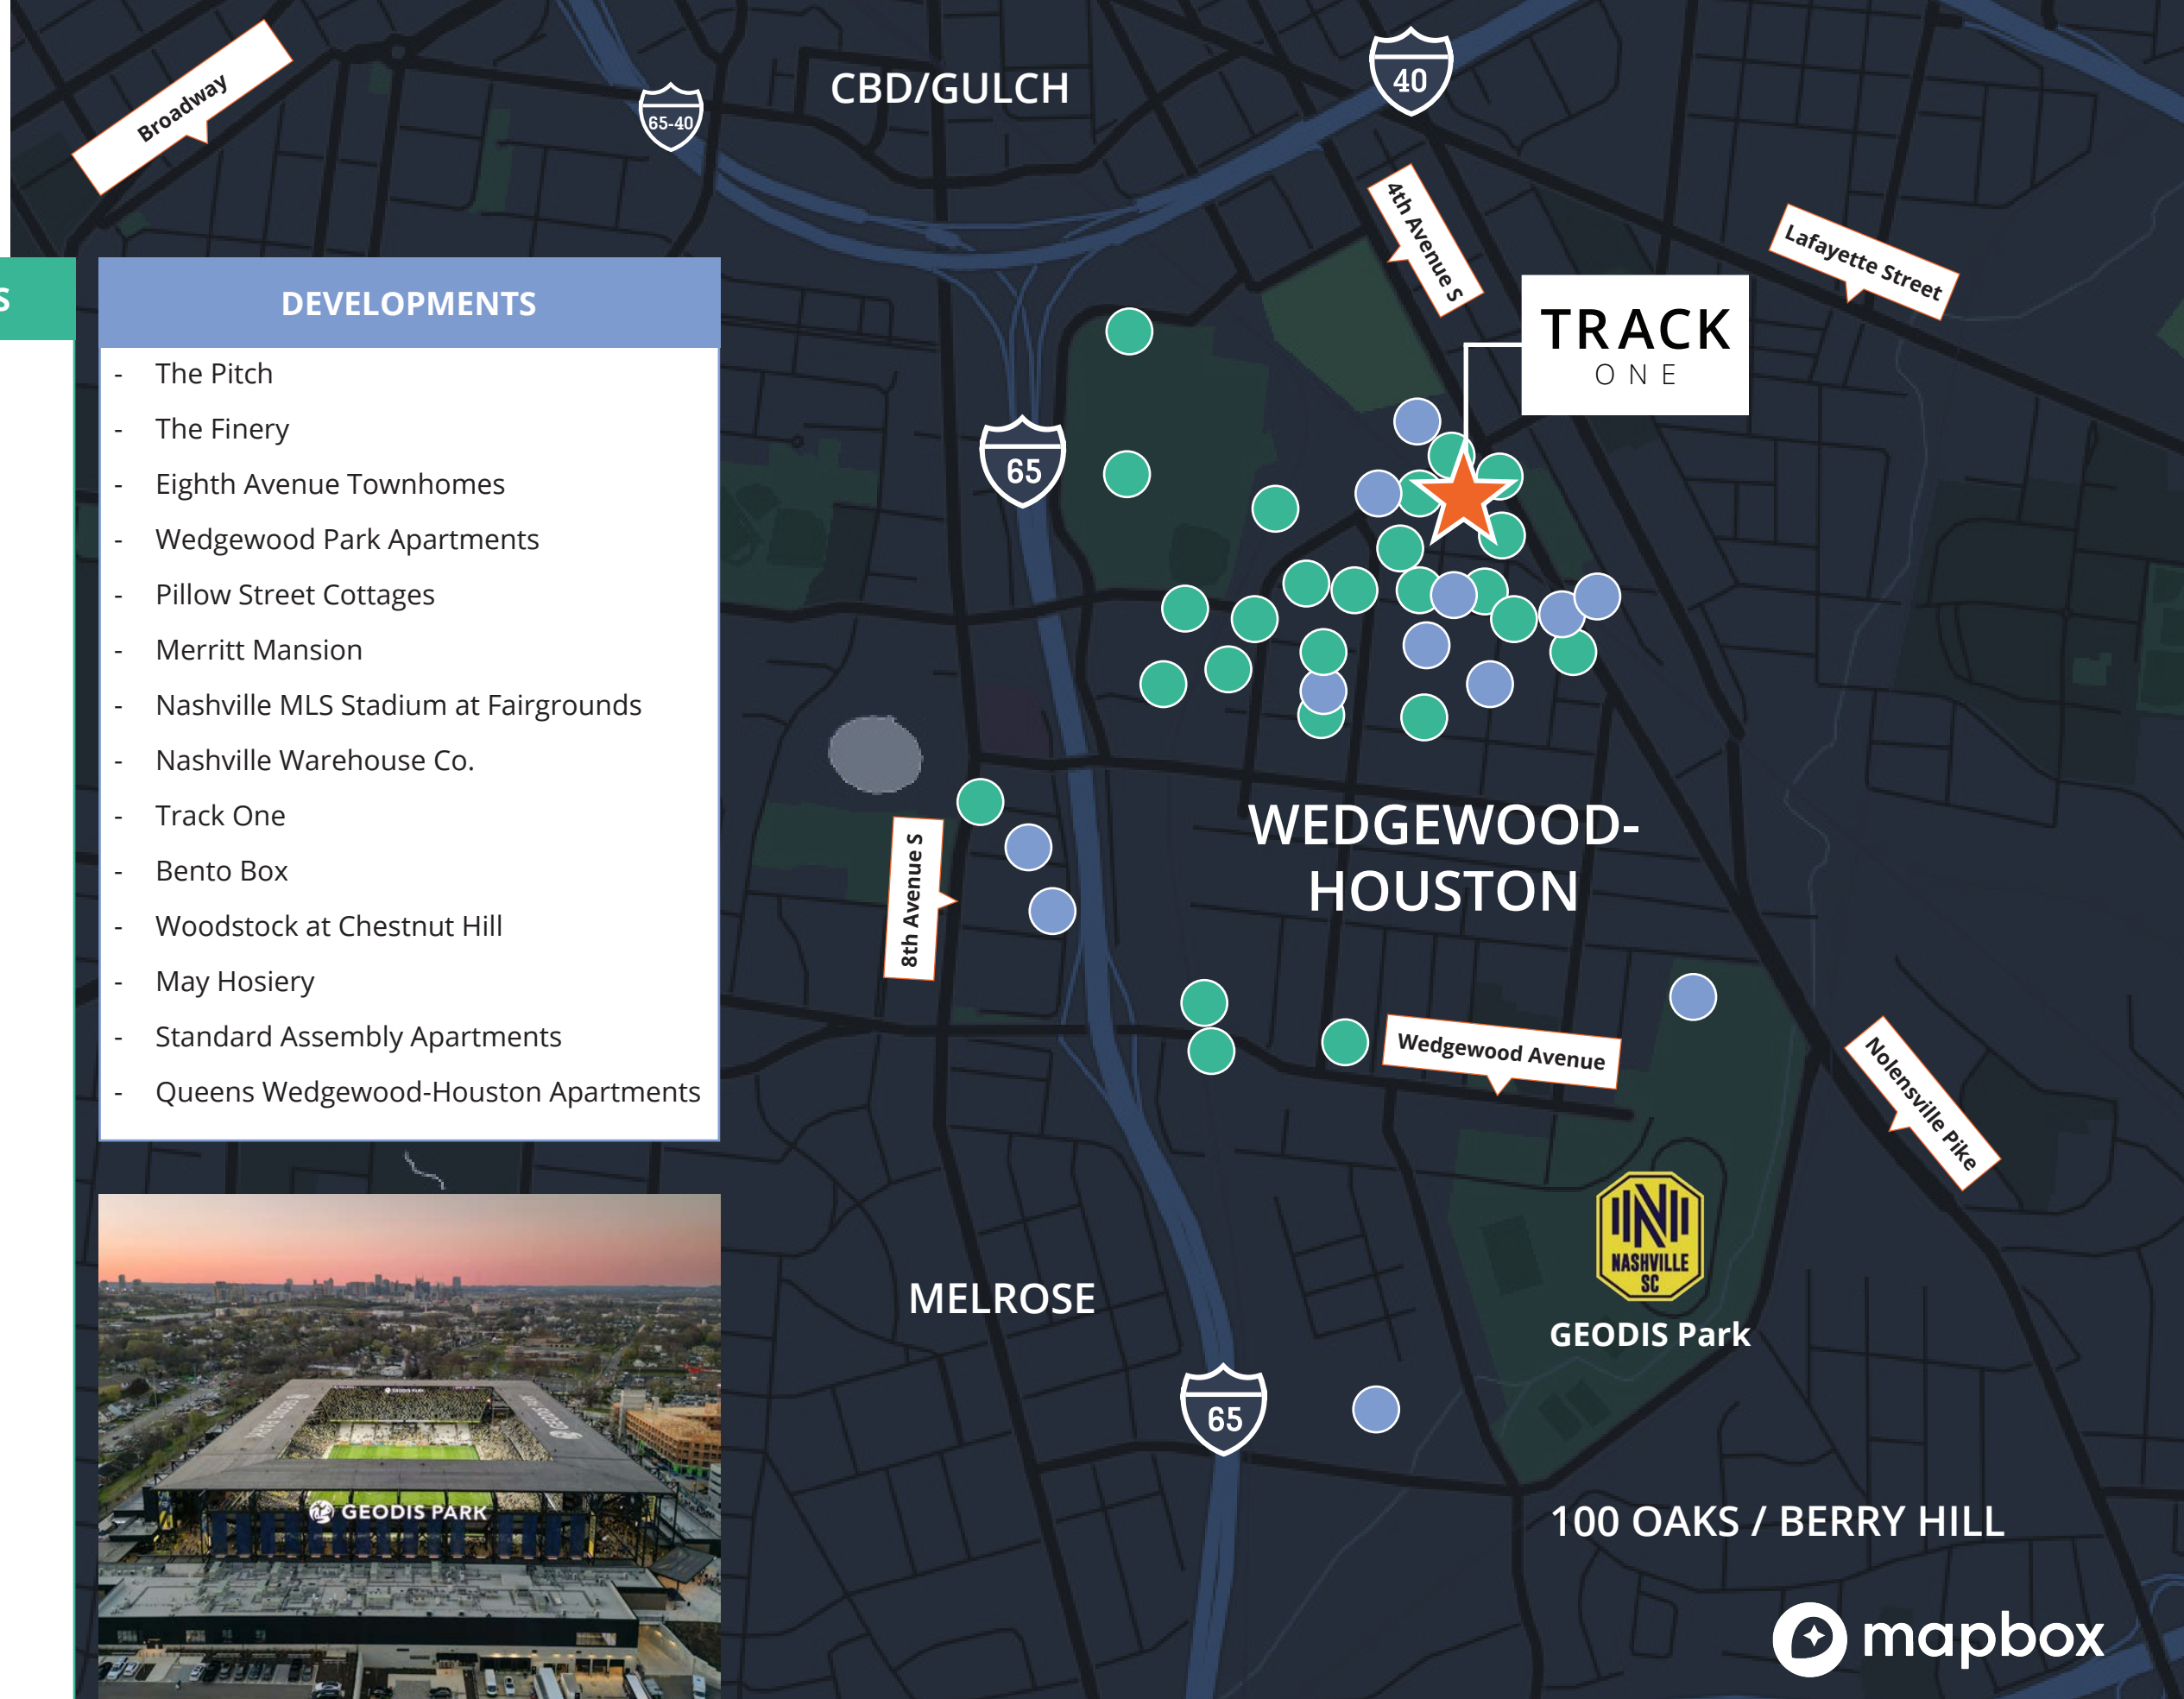 Broadway
65-40
CBD/GULCH
40
4th Avenue S
Lafayette Street
S
DEVELOPMENTS
- The Pitch
- The Finery
- Eighth Avenue Townhomes
- Wedgewood Park Apartments
- Pillow Street Cottages
- Merritt Mansion
- Nashville MLS Stadium at Fairgrounds
- Nashville Warehouse Co.
- Track One
- Bento Box
- Woodstock at Chestnut Hill
- May Hosiery
- Standard Assembly Apartments
- Queens Wedgewood-Houston Apartments
TRACK
ONE
65
WEDGEWOOD-
HOUSTON
8th Avenue S
Wedgewood Avenue
Nolensville Pike
NASHVILLE
SC
GEODIS Park
MELROSE
65
100 OAKS / BERRY HILL
GEODIS PARK
mapbox